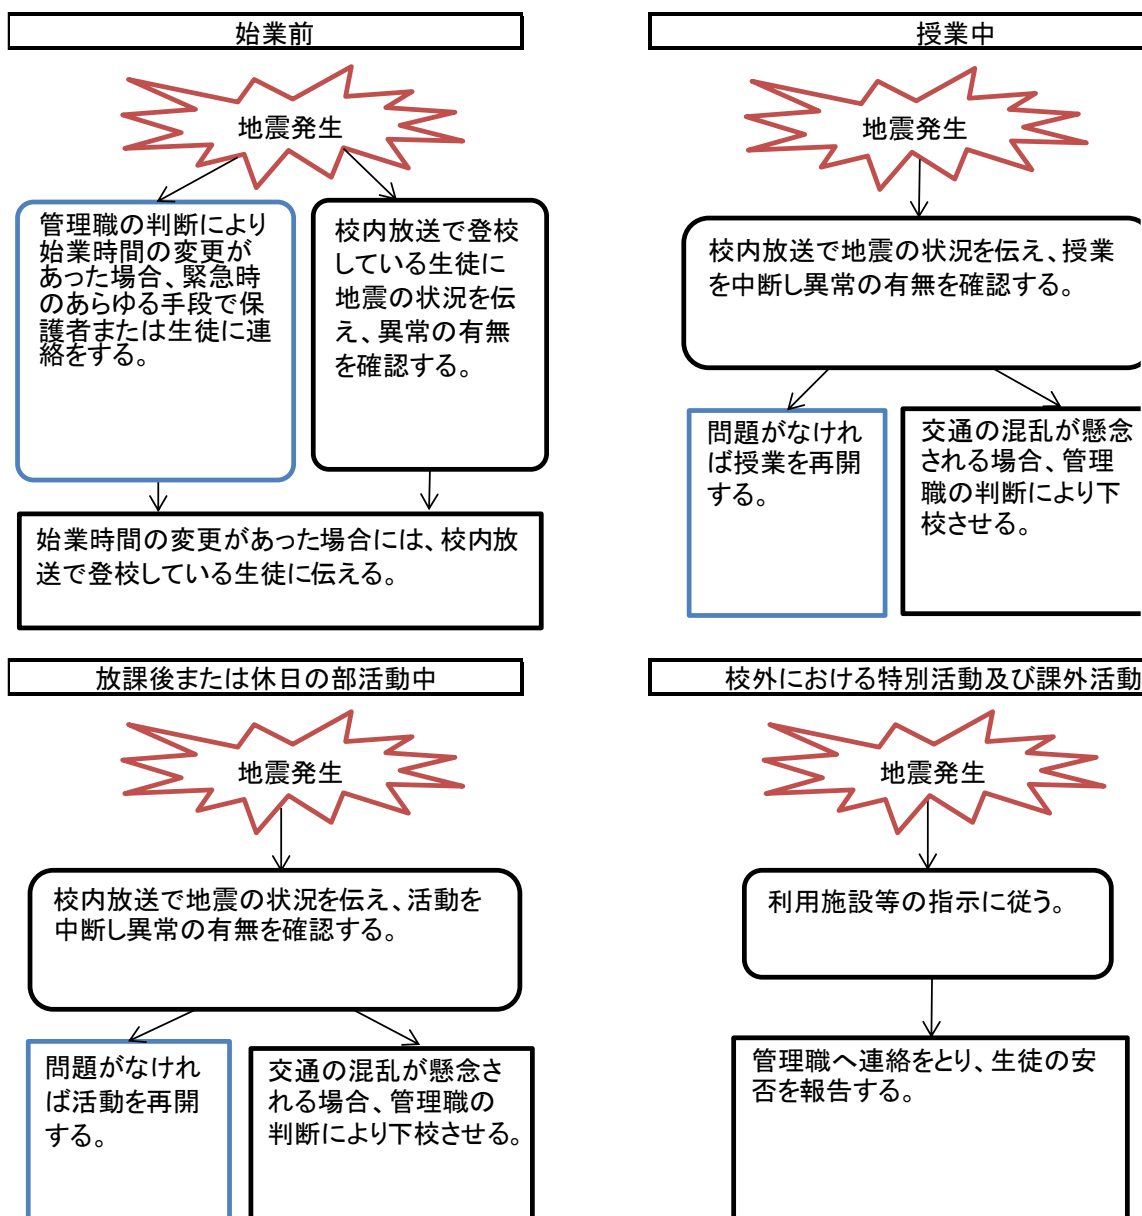 始業前
地震発生
管理職の判断により
始業時間の変更が
あった場合、緊急時
のあらゆる手段で保
護者または生徒に連
絡をする。
校内放送で登校
している生徒に
地震の状況を伝
え、異常の有無
を確認する。
始業時間の変更があった場合には、校内放
送で登校している生徒に伝える。
授業中
地震発生
校内放送で地震の状況を伝え、授業
を中断し異常の有無を確認する。
問題がなけれ
ば授業を再開
する。
交通の混乱が懸念
される場合、管理
職の判断により下
校させる。
放課後または休日の部活動中
地震発生
校内放送で地震の状況を伝え、活動を
中断し異常の有無を確認する。
問題がなけれ
ば活動を再開
する。
交通の混乱が懸念さ
れる場合、管理職の
判断により下校させる。
校外における特別活動及び課外活動
地震発生
利用施設等の指示に従う。
管理職へ連絡をとり、生徒の安
否を報告する。